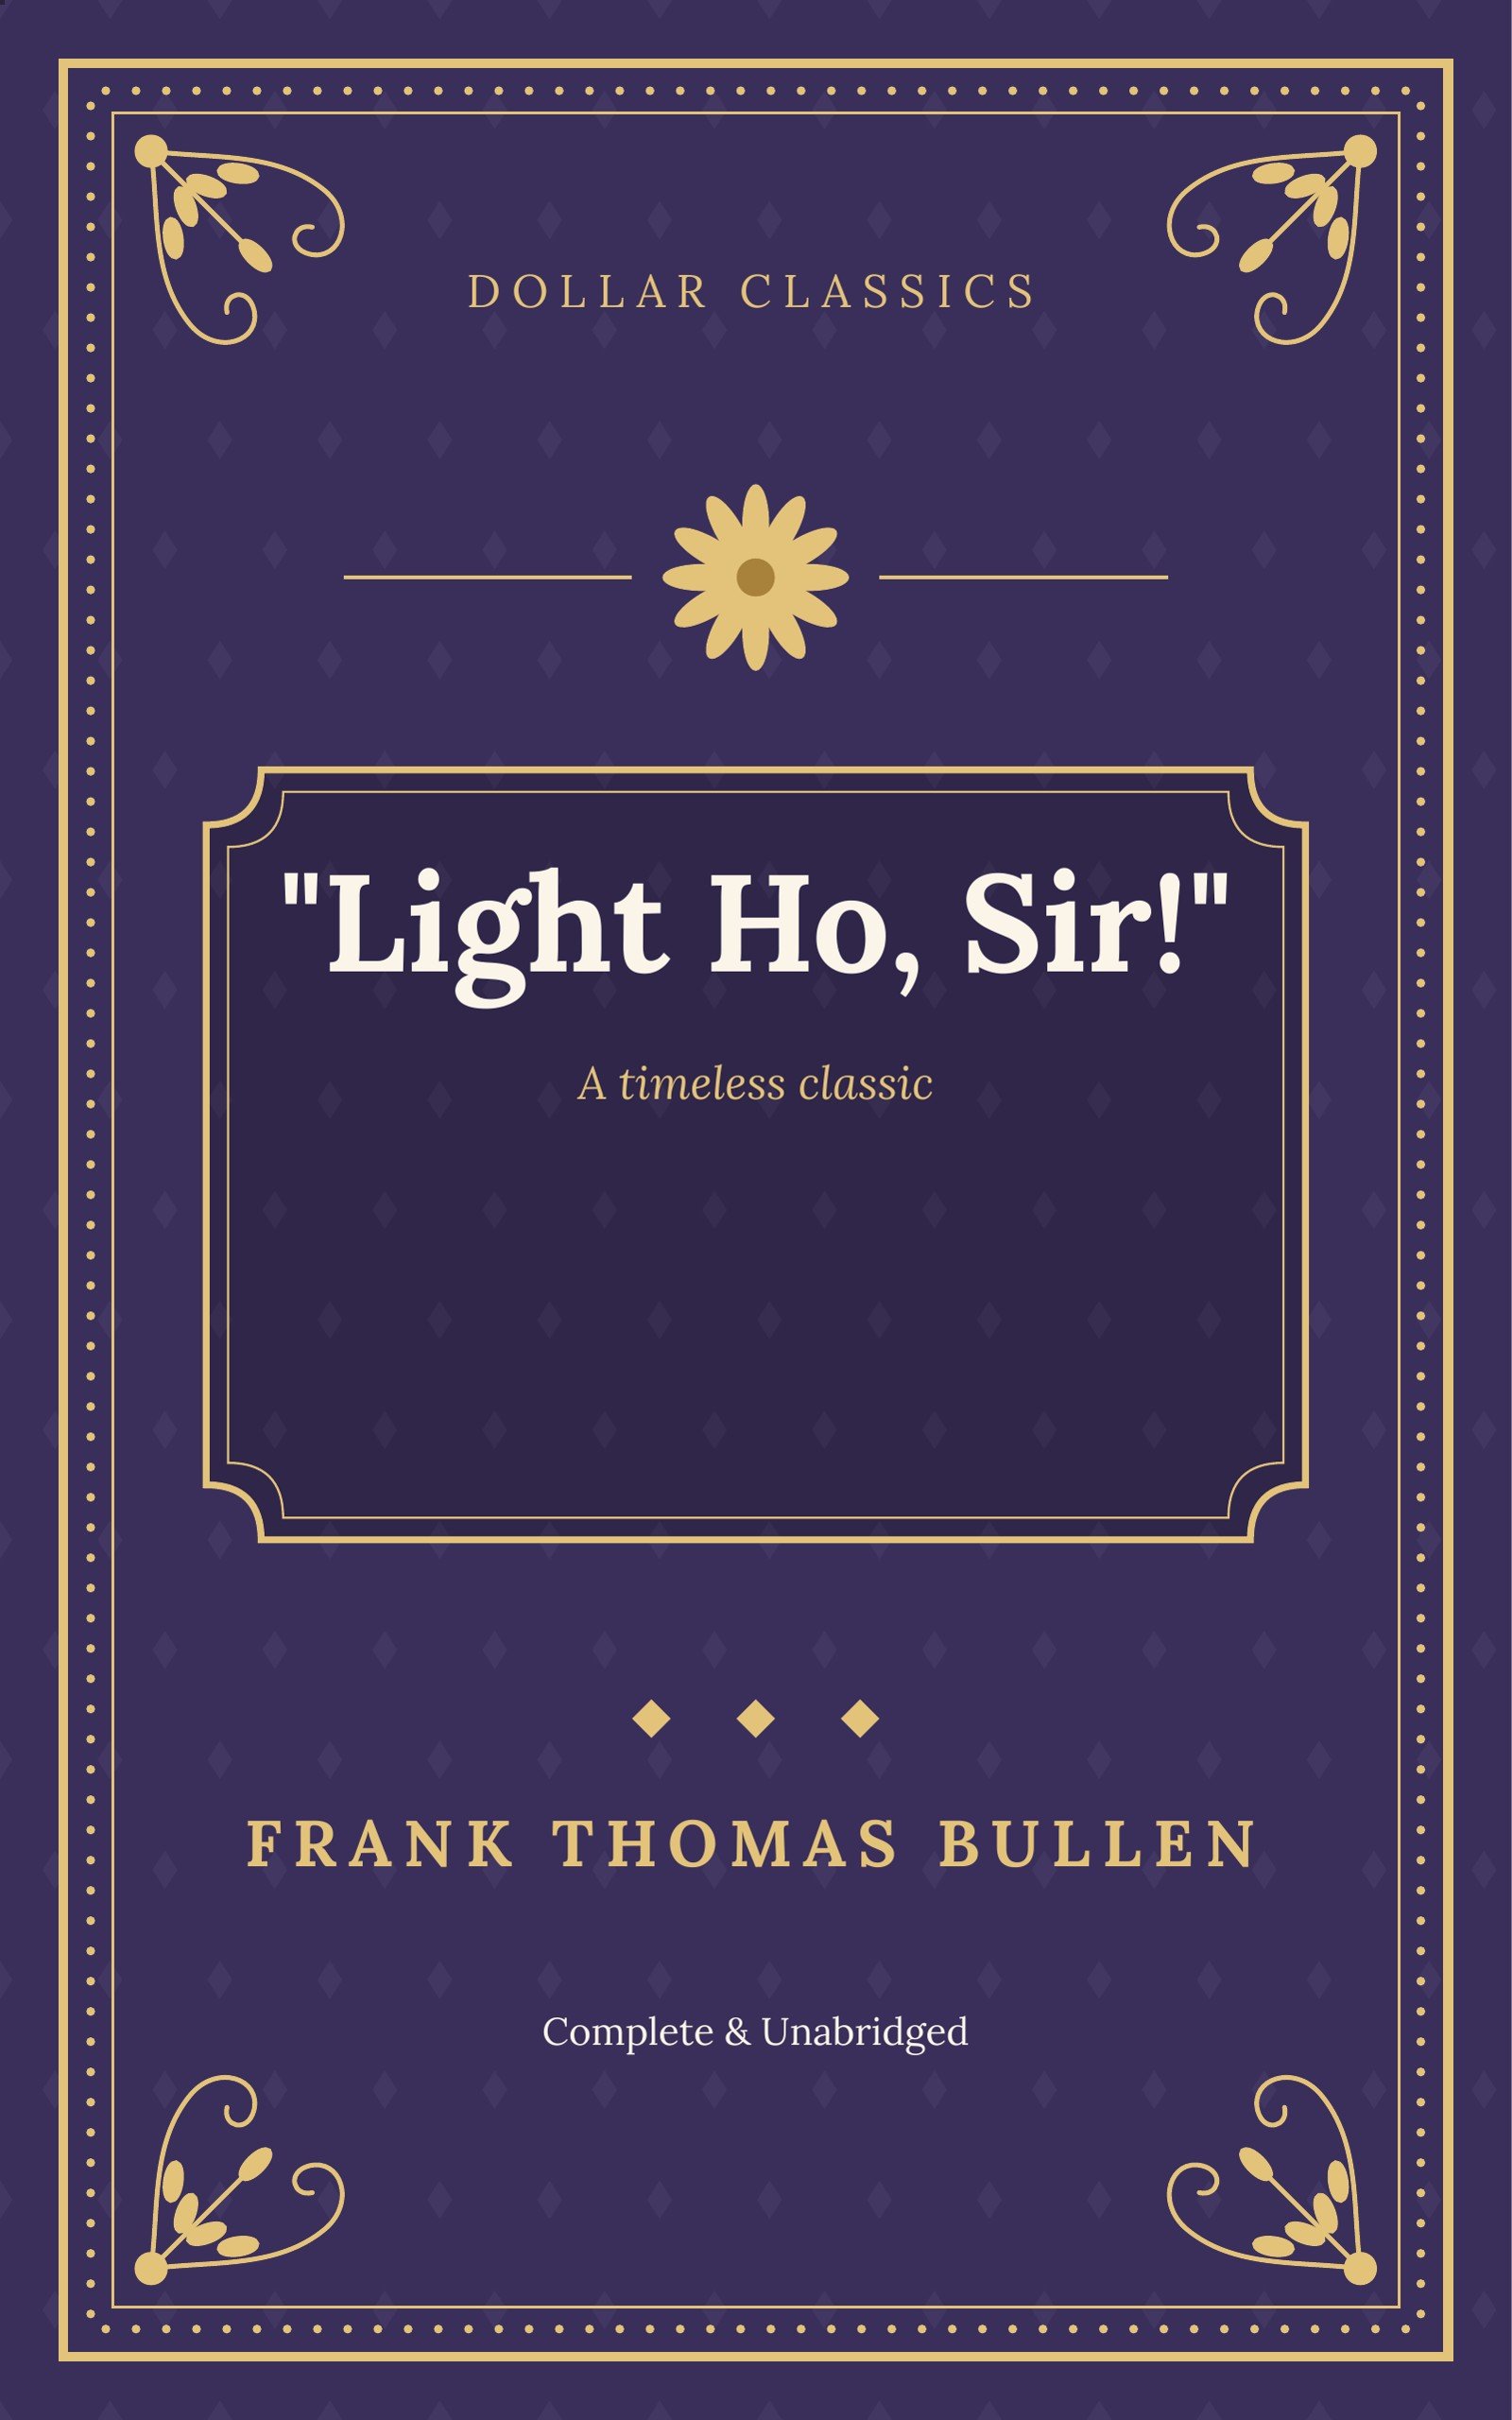 DOLLAR CLASSICS
"Light Ho, Sir!"
A timeless classic
FRANK THOMAS BULLEN
Complete & Unabridged